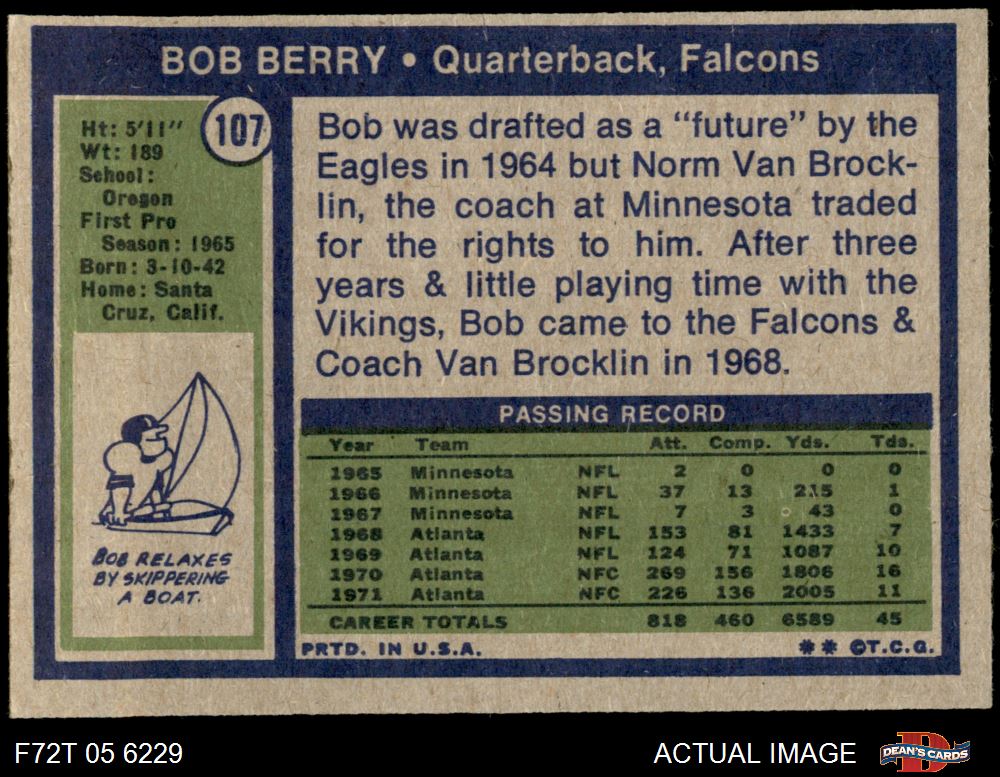 BOB BERRY • Quarterback, Falcons
107
Ht: 5'11"
Wt: 189
School:
Oregon
First Pro
Season: 1965
Born: 3-10-42
Home: Santa
Cruz, Calif.
BOB RELAXES
BY SKIPPERING
A BOAT.
Bob was drafted as a "future" by the
Eagles in 1964 but Norm Van Brock-
lin, the coach at Minnesota traded
for the rights to him. After three
years & little playing time with the
Vikings, Bob came to the Falcons &
Coach Van Brocklin in 1968.
PASSING RECORD
Year Team Att. Comp. Yds. Tds.
1965 Minnesota NFL 2 0 0 0
1966 Minnesota NFL 37 13 215 1
1967 Minnesota NFL 7 3 43 0
1968 Atlanta NFL 153 81 1433 7
1969 Atlanta NFL 124 71 1087 10
1970 Atlanta NFC 269 156 1806 16
1971 Atlanta NFC 226 136 2005 11
CAREER TOTALS 818 460 6589 45
PRTD. IN U.S.A. ** ©T.C.G.
F72T 05 6229 ACTUAL IMAGE D DEAN'S CARDS